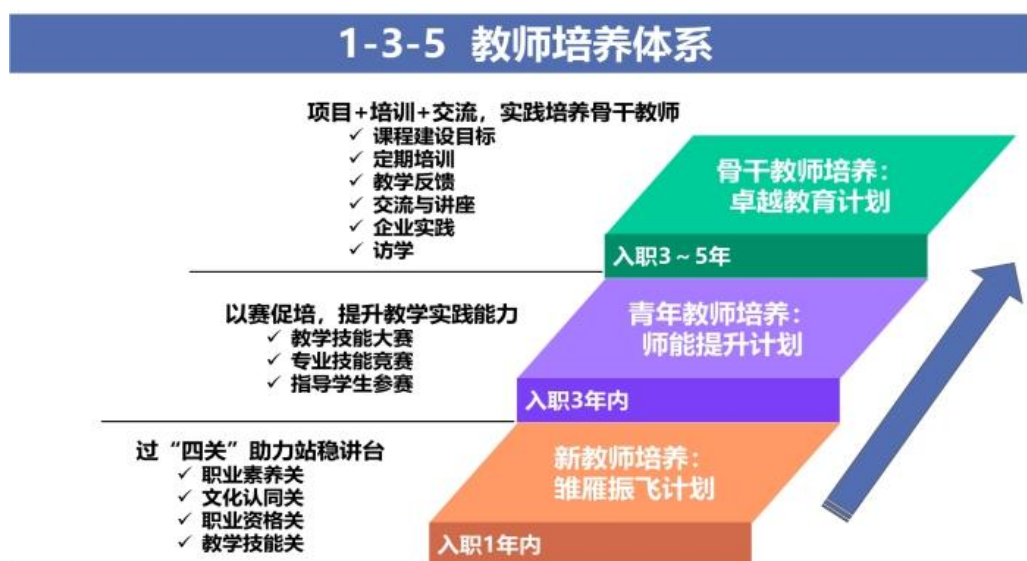 1-3-5 教师培养体系
项目+培训+交流，实践培养骨干教师
✓ 课程建设目标
✓ 定期培训
✓ 教学反馈
✓ 交流与讲座
✓ 企业实践
✓ 访学
骨干教师培养：
卓越教育计划
入职3～5年
以赛促培，提升教学实践能力
✓ 教学技能大赛
✓ 专业技能竞赛
✓ 指导学生参赛
青年教师培养：
师能提升计划
入职3年内
过“四关”助力站稳讲台
✓ 职业素养关
✓ 文化认同关
✓ 职业资格关
✓ 教学技能关
新教师培养：
雏雁振飞计划
入职1年内